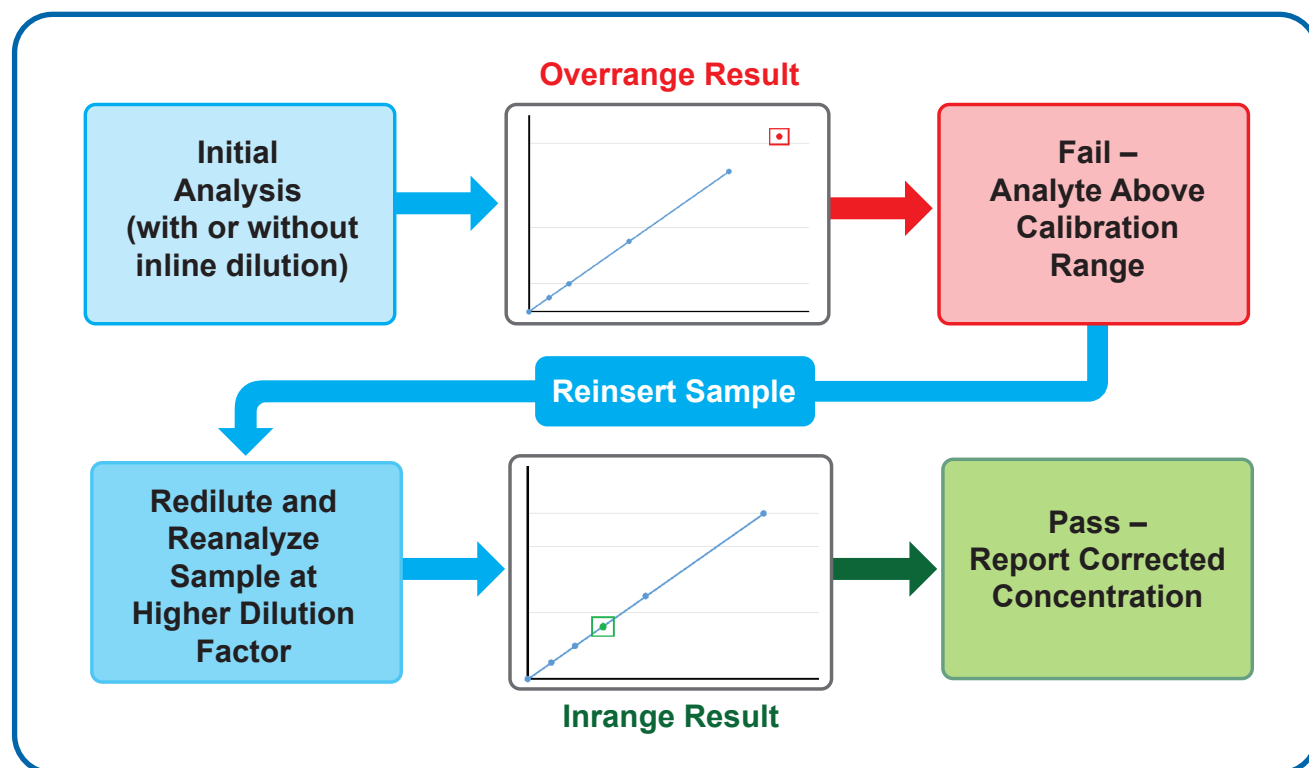 Overrange Result
Initial
Analysis
(with or without
inline dilution)
Fail –
Analyte Above
Calibration
Range
Reinsert Sample
Redilute and
Reanalyze
Sample at
Higher Dilution
Factor
Pass –
Report Corrected
Concentration
Inrange Result